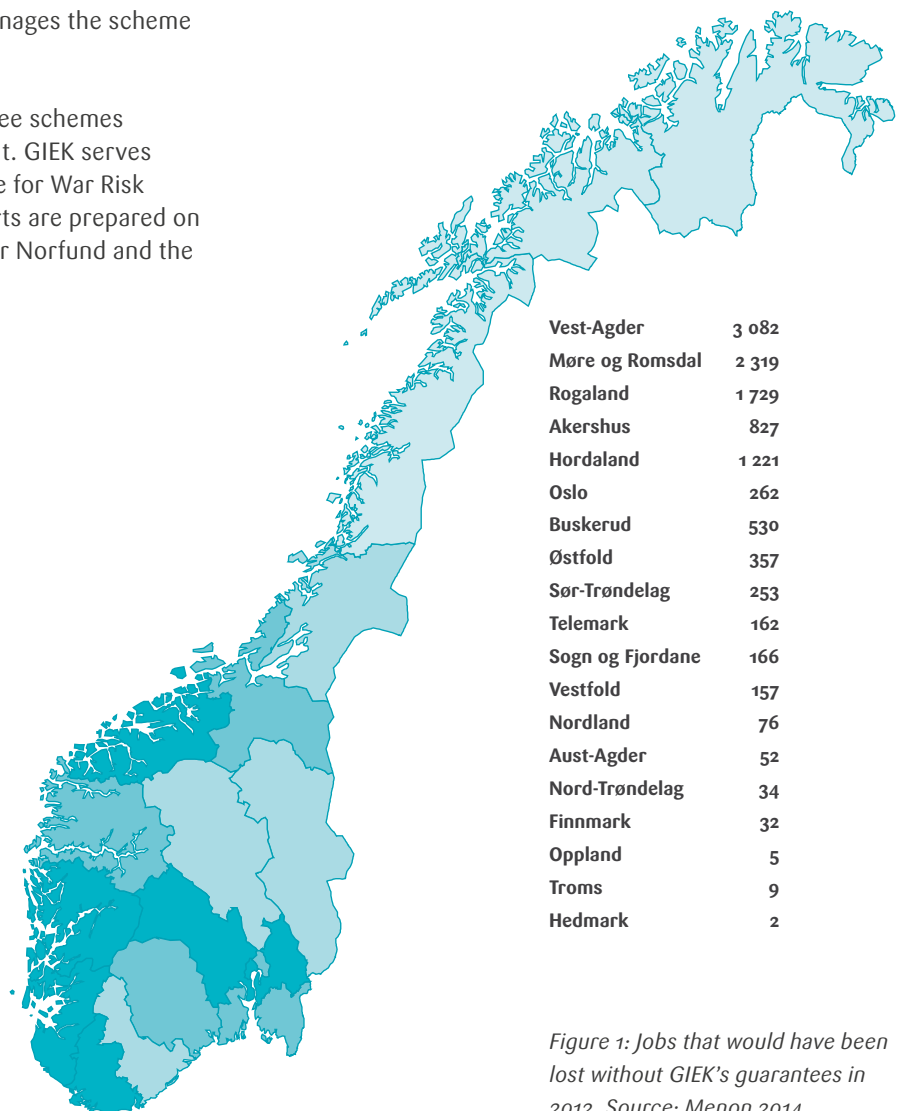 nages the scheme
ee schemes
t. GIEK serves
e for War Risk
rts are prepared on
r Norfund and the
Vest-Agder 3 082
Møre og Romsdal 2 319
Rogaland 1 729
Akershus 827
Hordaland 1 221
Oslo 262
Buskerud 530
Østfold 357
Sør-Trøndelag 253
Telemark 162
Sogn og Fjordane 166
Vestfold 157
Nordland 76
Aust-Agder 52
Nord-Trøndelag 34
Finnmark 32
Oppland 5
Troms 9
Hedmark 2
Figure 1: Jobs that would have been
lost without GIEK's guarantees in
Source: Menon 2014